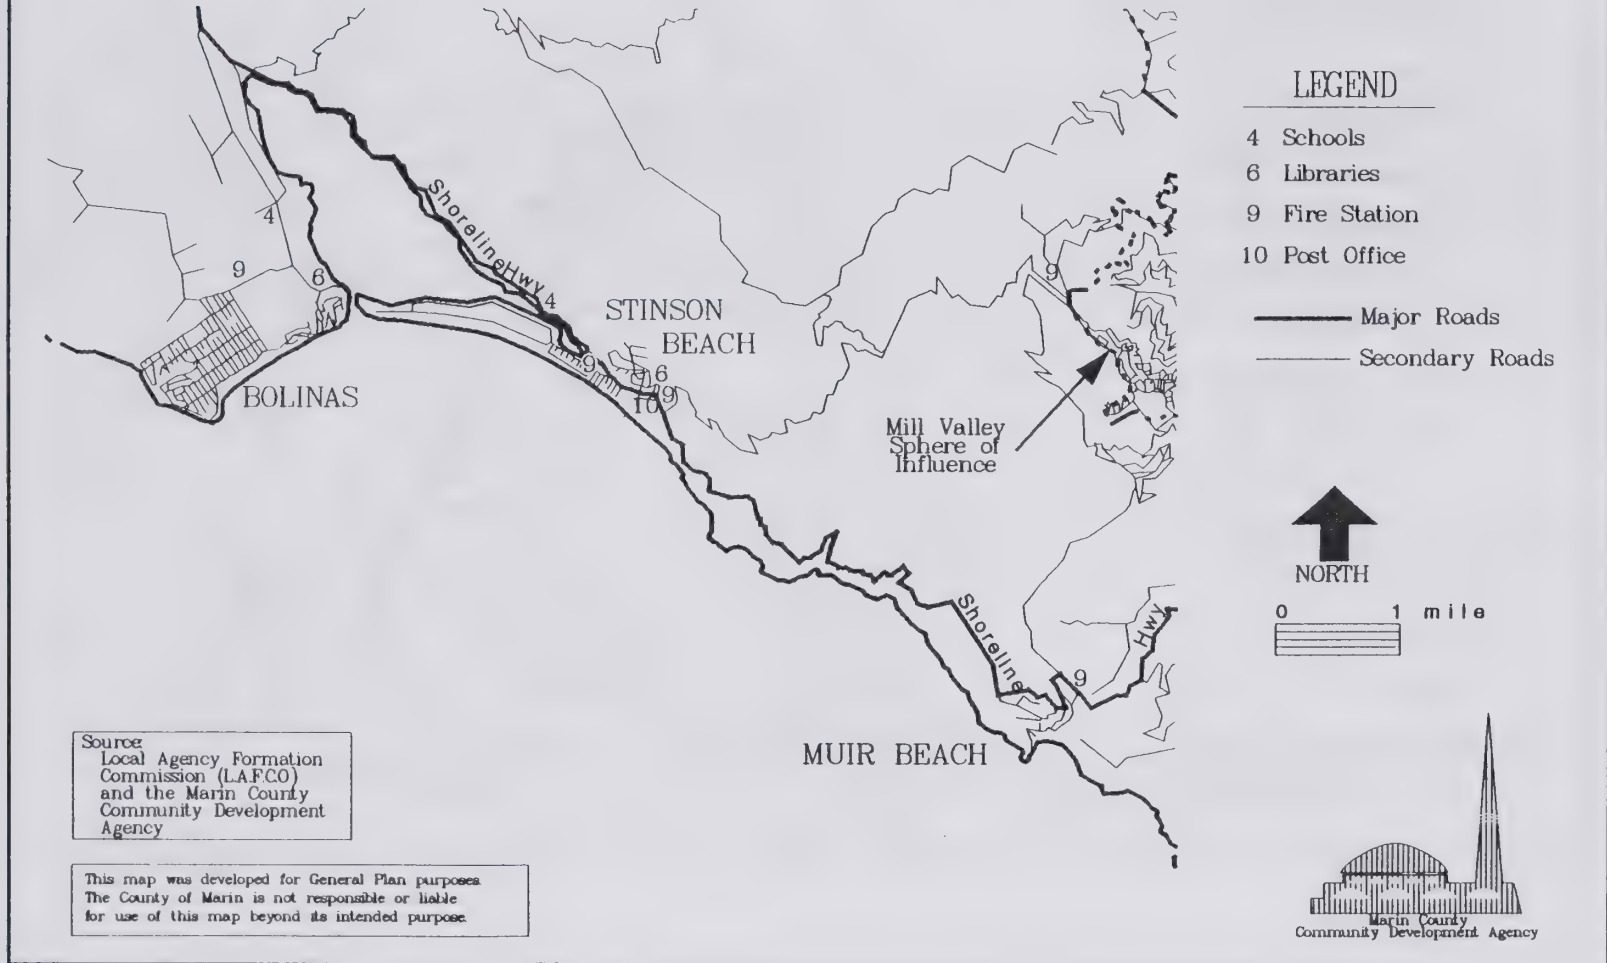 LEGEND
4 Schools
6 Libraries
9 Fire Station
10 Post Office
Major Roads
Secondary Roads
Shoreline Hwy
4
9
6
4
STINSON
BEACH
9
6
9
10
BOLINAS
9
Mill Valley
Sphere of
Influence
NORTH
0 1 mile
Shoreline
Hwy
9
MUIR BEACH
Source:
Local Agency Formation
Commission (L.A.F.C.O)
and the Marin County
Community Development
Agency
This map was developed for General Plan purposes.
The County of Marin is not responsible or liable
for use of this map beyond its intended purpose.
Marin County
Community Development Agency